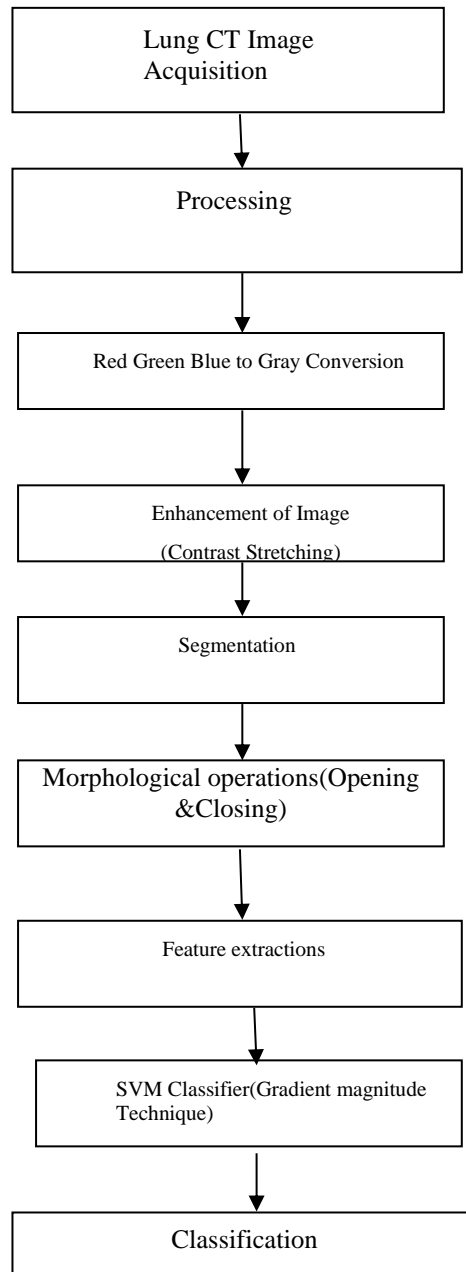 Lung CT Image
Acquisition
Processing
Red Green Blue to Gray Conversion
Enhancement of Image
(Contrast Stretching)
Segmentation
Morphological operations(Opening
&Closing)
Feature extractions
SVM Classifier(Gradient magnitude
Technique)
Classification